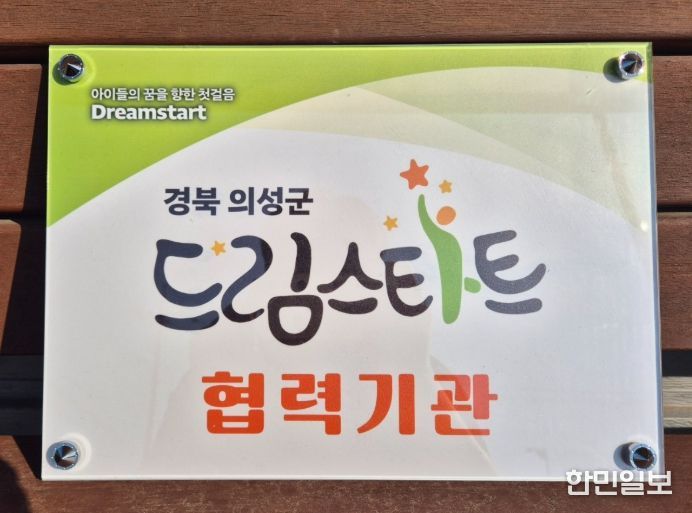 아이들의 꿈을 향한 첫걸음
Dreamstart
경북 의성군
드림스타트
협력기관
한민일보